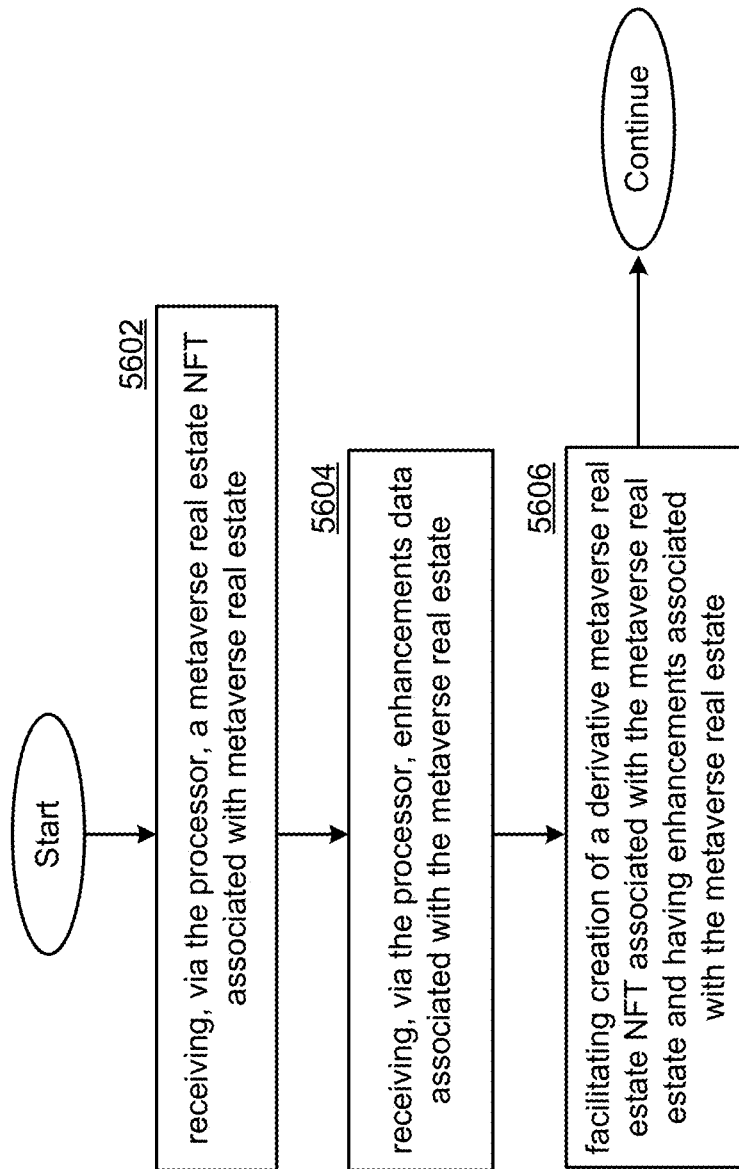 Start
5602
receiving, via the processor, a metaverse real estate NFT
associated with metaverse real estate
5604
receiving, via the processor, enhancements data
associated with the metaverse real estate
5606
facilitating creation of a derivative metaverse real
estate NFT associated with the metaverse real
estate and having enhancements associated
with the metaverse real estate
Continue